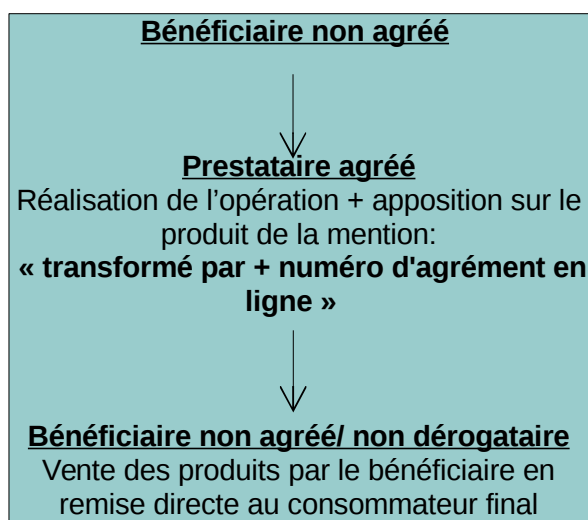 Bénéficiaire non agréé
Prestataire agréé
Réalisation de l'opération + apposition sur le
produit de la mention:
« transformé par + numéro d'agrément en
ligne »
Bénéficiaire non agréé/ non dérogataire
Vente des produits par le bénéficiaire en
remise directe au consommateur final